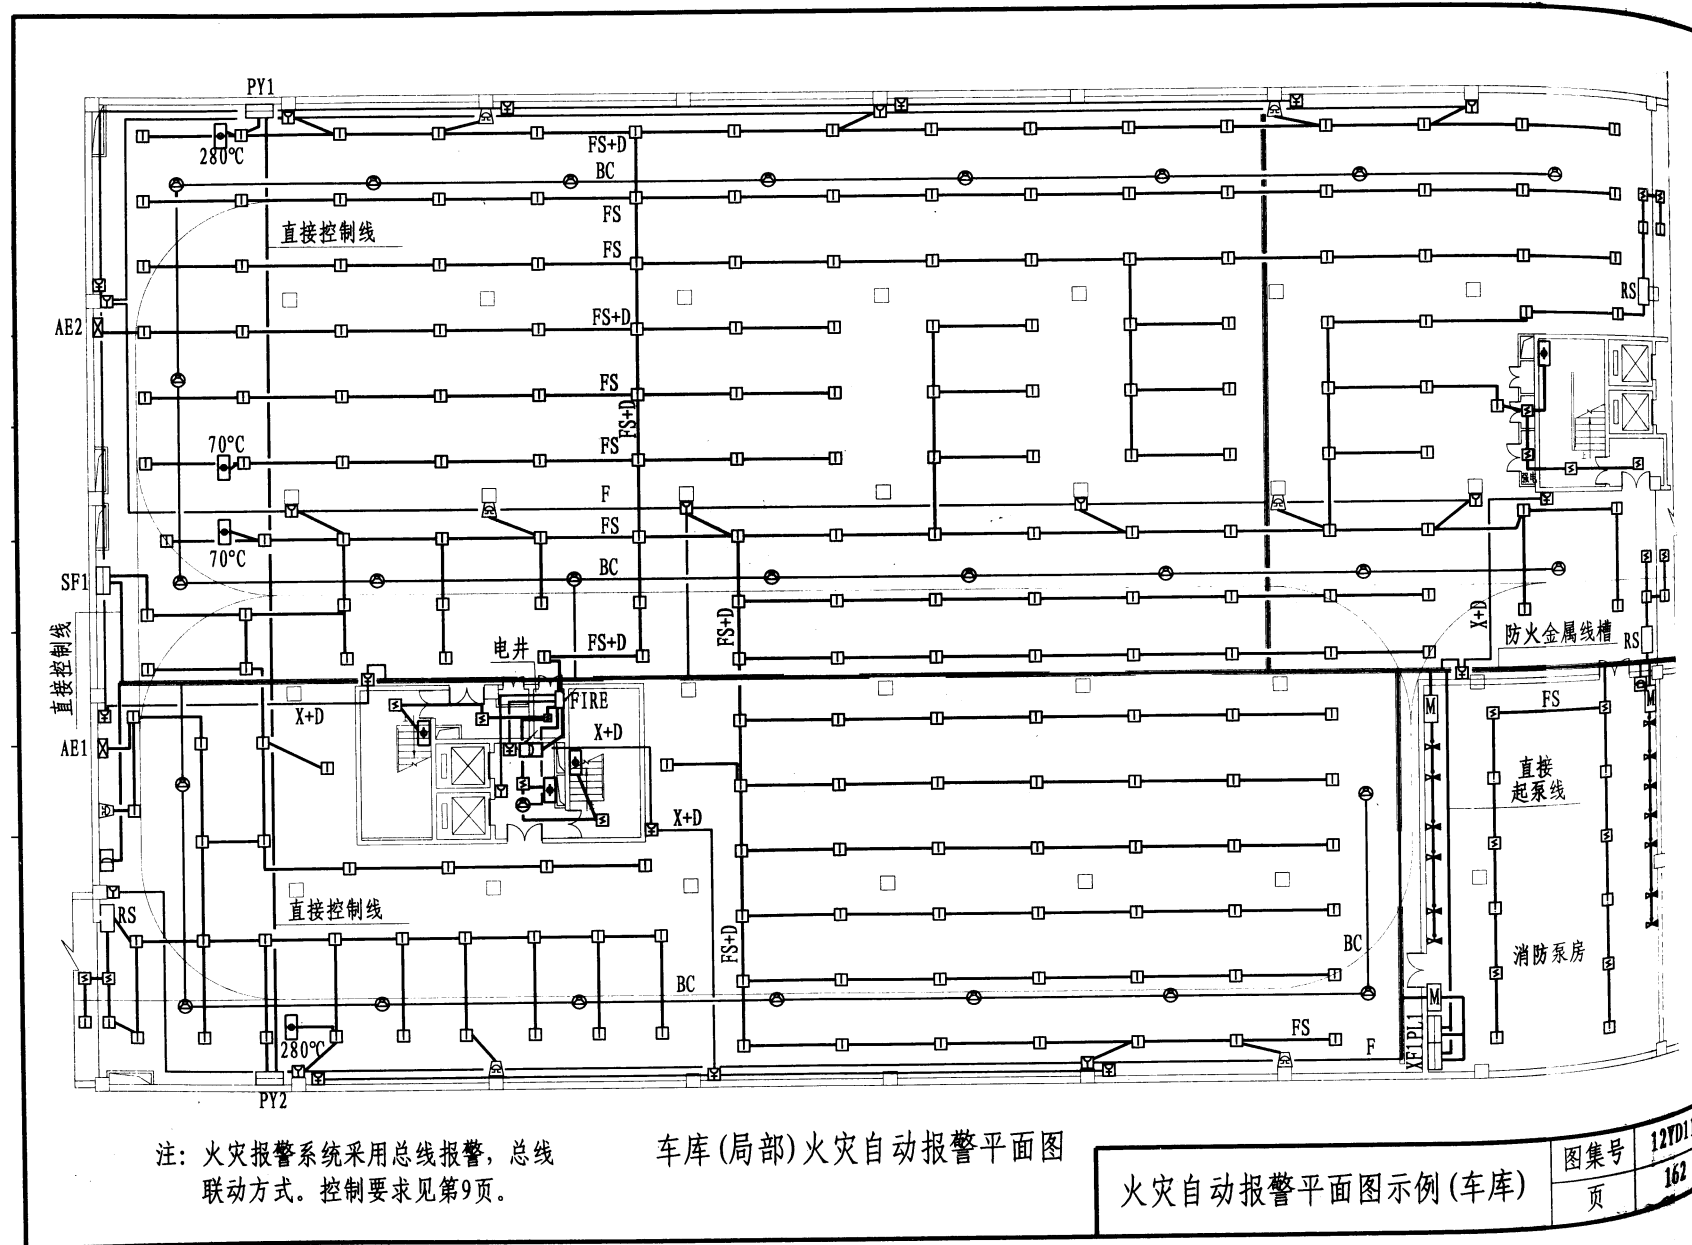 PY1
280℃
FS+D
BC
FS
直接控制线
FS
RS
AE2
FS+D
FS
FS+D
70℃
FS
F
FS
70℃
BC
SF1
直接控制线
FS+D
X+D
防火金属线槽
RS
电井
FS+D
FIRE
X+D
X+D
M
M
FS
AE1
直接
起泵线
X+D
直接控制线
RS
FS+D
BC
消防泵房
BC
M
280℃
FS
F
XF1PL1
PY2
注: 火灾报警系统采用总线报警, 总线
联动方式。控制要求见第9页。
车库(局部)火灾自动报警平面图
火灾自动报警平面图示例(车库)
图集号
12YD11
页
162